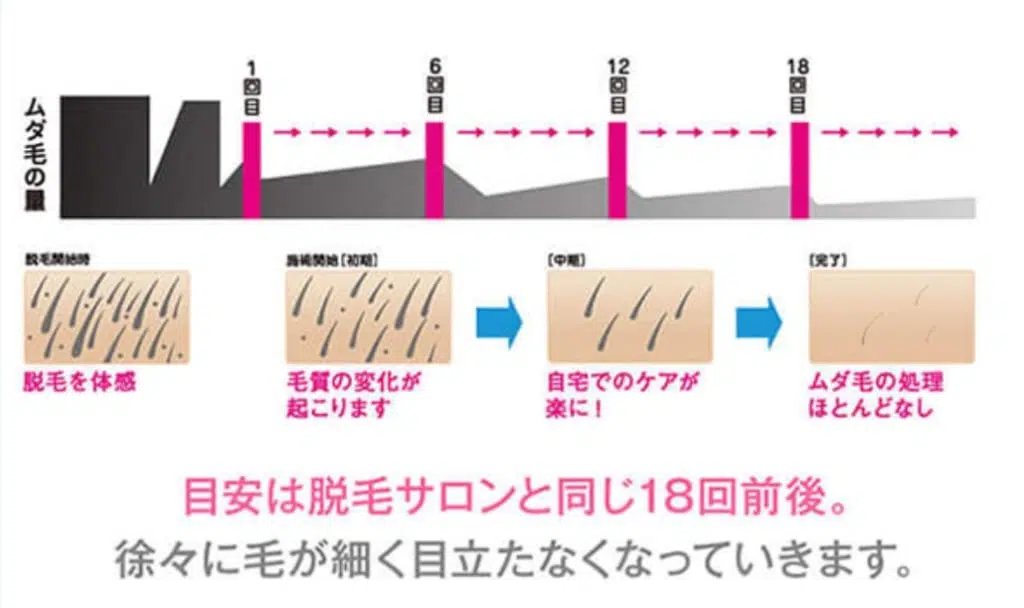 1回目
6回目
12回目
18回目
ムダ毛の量
脱毛開始時
施術開始［初期］
［中期］
［完了］
脱毛を体感
毛質の変化が
起こります
自宅でのケアが
楽に！
ムダ毛の処理
ほとんどなし
目安は脱毛サロンと同じ18回前後。
徐々に毛が細く目立たなくなっていきます。